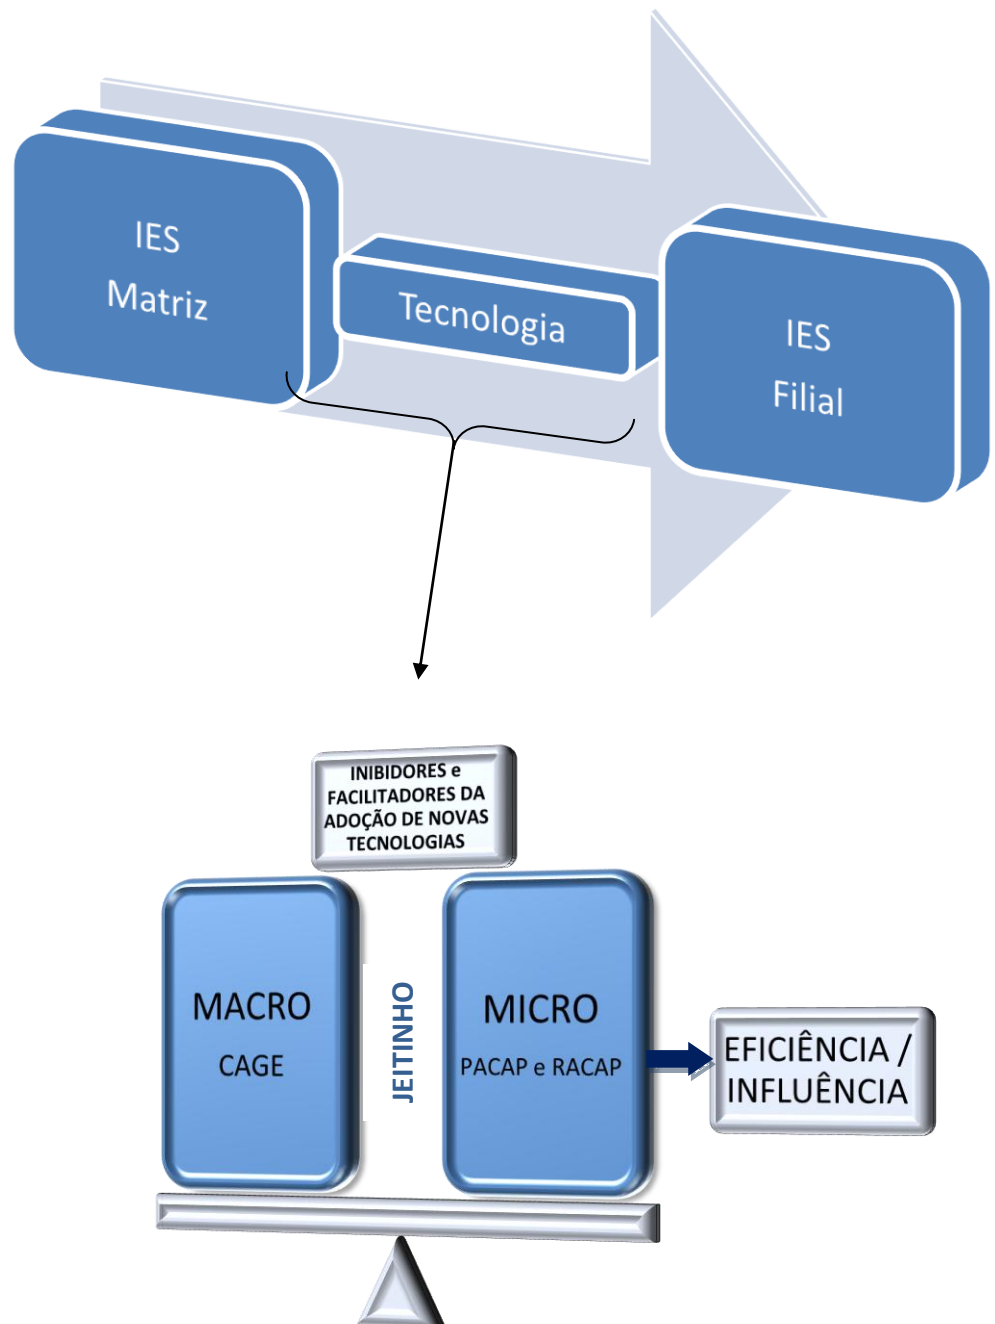 IES
Matriz
Tecnologia
IES
Filial
INIBIDORES e
FACILITADORES DA
ADOÇÃO DE NOVAS
TECNOLOGIAS
MACRO
CAGE
JEITINHO
MICRO
PACAP e RACAP
EFICIÊNCIA /
INFLUÊNCIA